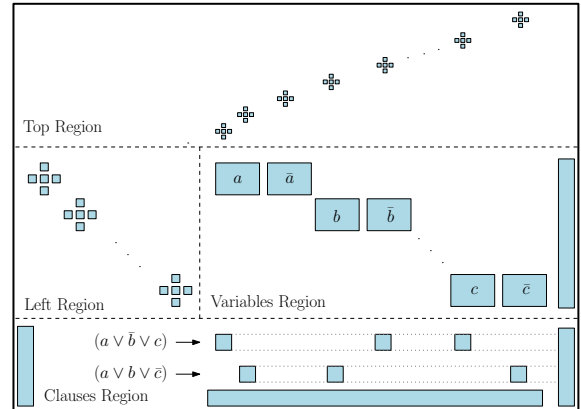 Top Region
a ā
b b̄
c c̄
Left Region
Variables Region
(a ∨ b̄ ∨ c)
(a ∨ b ∨ c̄)
Clauses Region